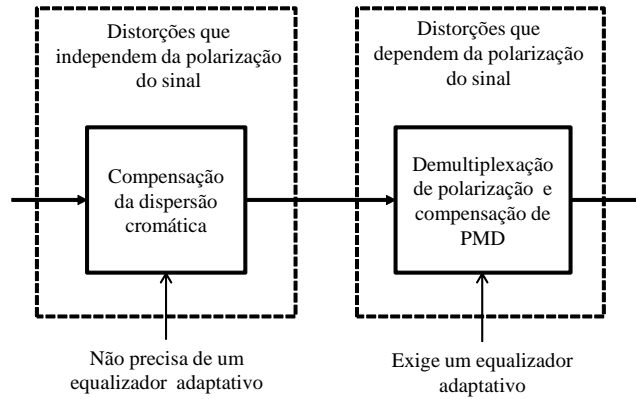 Distorções que
independem da polarização
do sinal
Compensação
da dispersão
cromática
Não precisa de um
equalizador adaptativo
Distorções que
dependem da polarização
do sinal
Demultiplexação
de polarização e
compensação de
PMD
Exige um equalizador
adaptativo